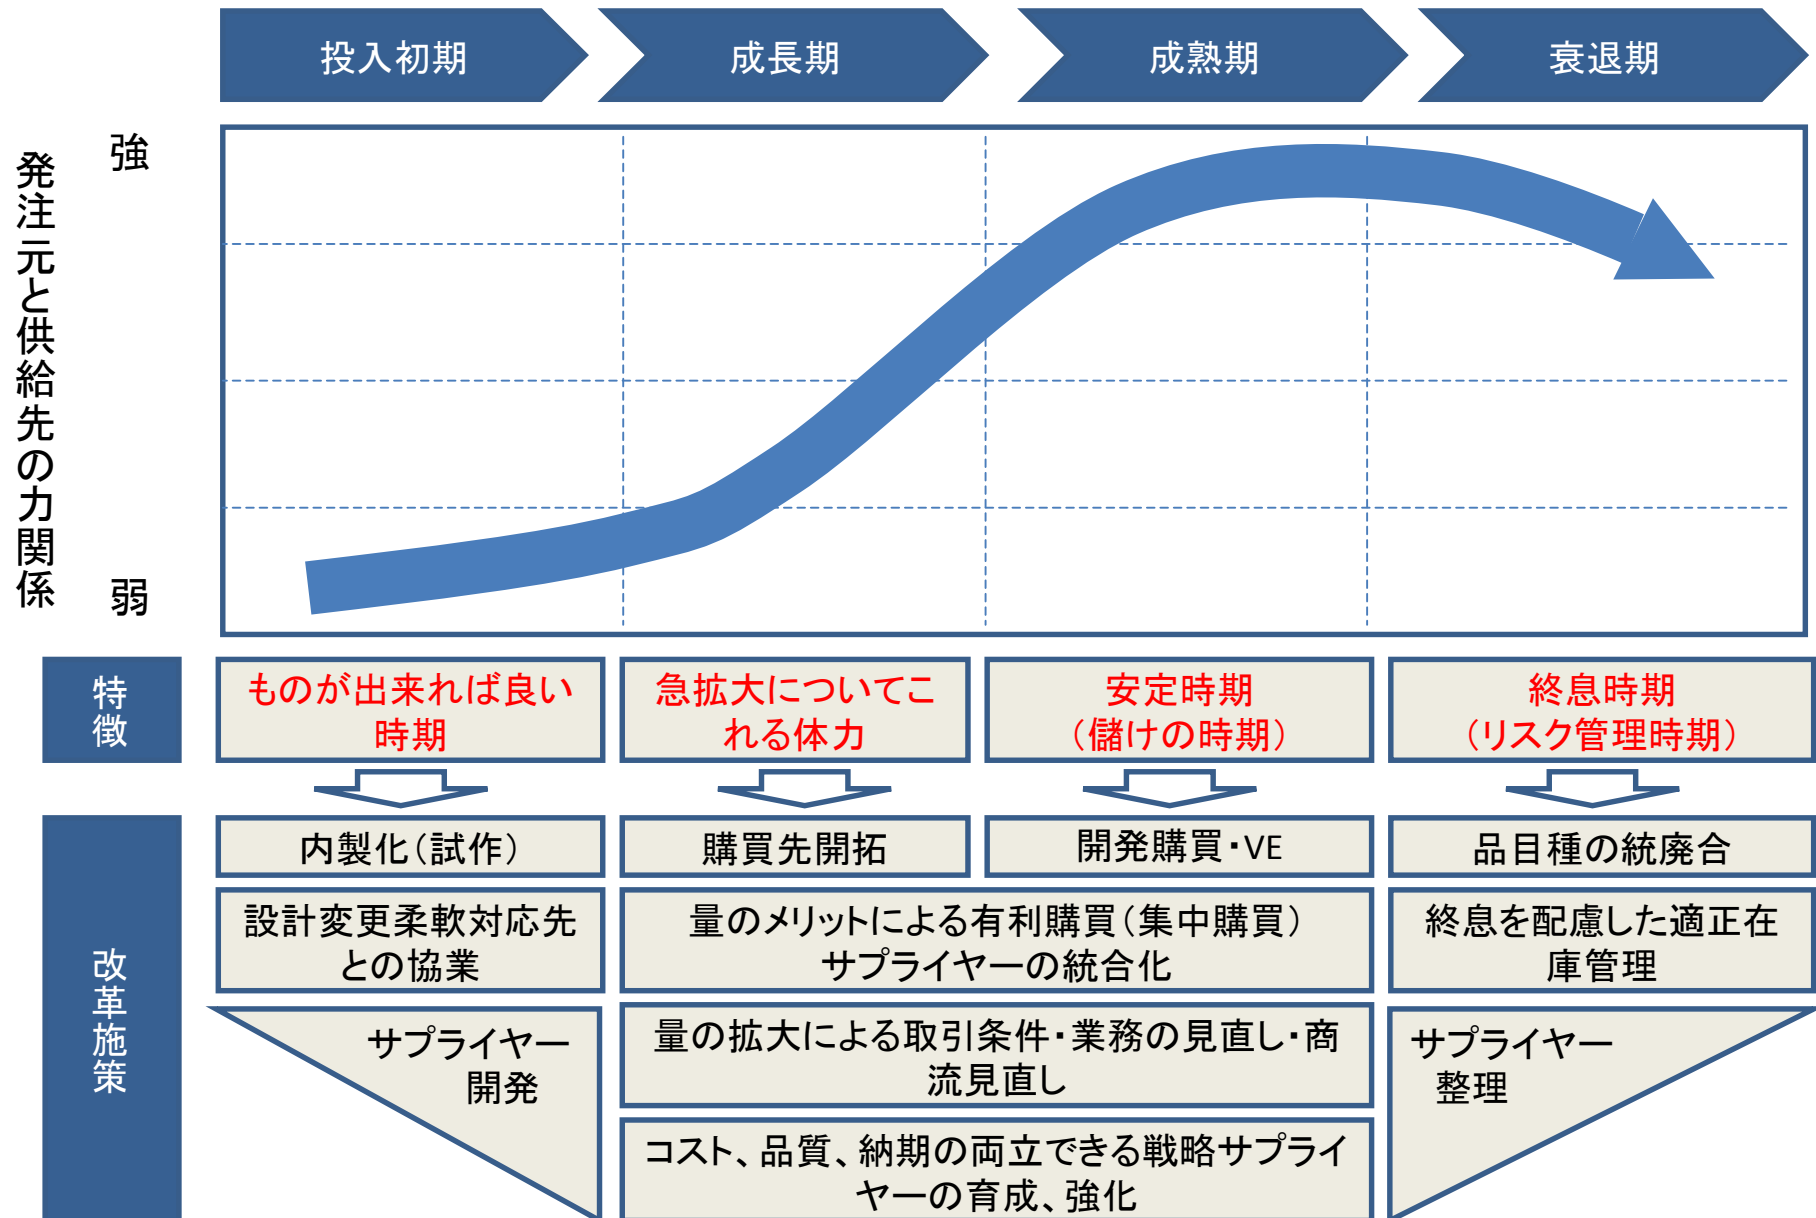 投入初期
成長期
成熟期
衰退期
発注元と供給先の力関係
強
弱
特徴
ものが出来れば良い
時期
急拡大についてこ
れる体力
安定時期
(儲けの時期)
終息時期
(リスク管理時期)
改革施策
内製化(試作)
購買先開拓
開発購買・VE
品目種の統廃合
設計変更柔軟対応先
との協業
量のメリットによる有利購買(集中購買)
サプライヤーの統合化
終息を配慮した適正在
庫管理
サプライヤー
開発
量の拡大による取引条件・業務の見直し・商
流見直し
サプライヤー
整理
コスト、品質、納期の両立できる戦略サプライ
ヤーの育成、強化